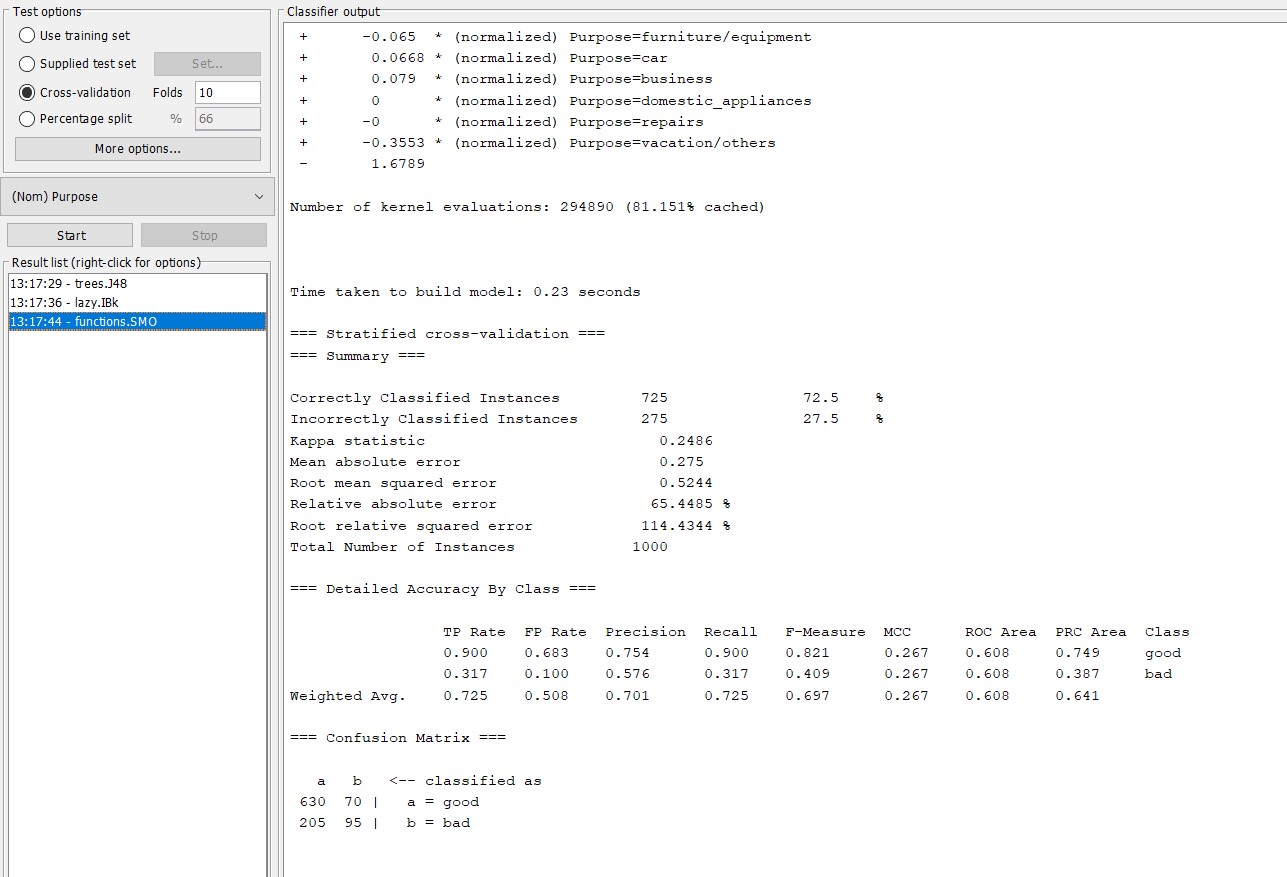 Test options
Use training set
Supplied test set Set...
Cross-validation Folds 10
Percentage split % 66
More options...
(Nom) Purpose
Start Stop
Result list (right-click for options)
13:17:29 - trees.J48
13:17:36 - lazy.IBk
13:17:44 - functions.SMO
Classifier output
+ -0.065 * (normalized) Purpose=furniture/equipment
+ 0.0668 * (normalized) Purpose=car
+ 0.079 * (normalized) Purpose=business
+ 0 * (normalized) Purpose=domestic_appliances
+ -0 * (normalized) Purpose=repairs
+ -0.3553 * (normalized) Purpose=vacation/others
- 1.6789
Number of kernel evaluations: 294890 (81.151% cached)
Time taken to build model: 0.23 seconds
=== Stratified cross-validation ===
=== Summary ===
Correctly Classified Instances 725 72.5 %
Incorrectly Classified Instances 275 27.5 %
Kappa statistic 0.2486
Mean absolute error 0.275
Root mean squared error 0.5244
Relative absolute error 65.4485 %
Root relative squared error 114.4344 %
Total Number of Instances 1000
=== Detailed Accuracy By Class ===
TP Rate FP Rate Precision Recall F-Measure MCC ROC Area PRC Area Class
0.900 0.683 0.754 0.900 0.821 0.267 0.608 0.749 good
0.317 0.100 0.576 0.317 0.409 0.267 0.608 0.387 bad
Weighted Avg. 0.725 0.508 0.701 0.725 0.697 0.267 0.608 0.641
=== Confusion Matrix ===
a b <-- classified as
630 70 | a = good
205 95 | b = bad